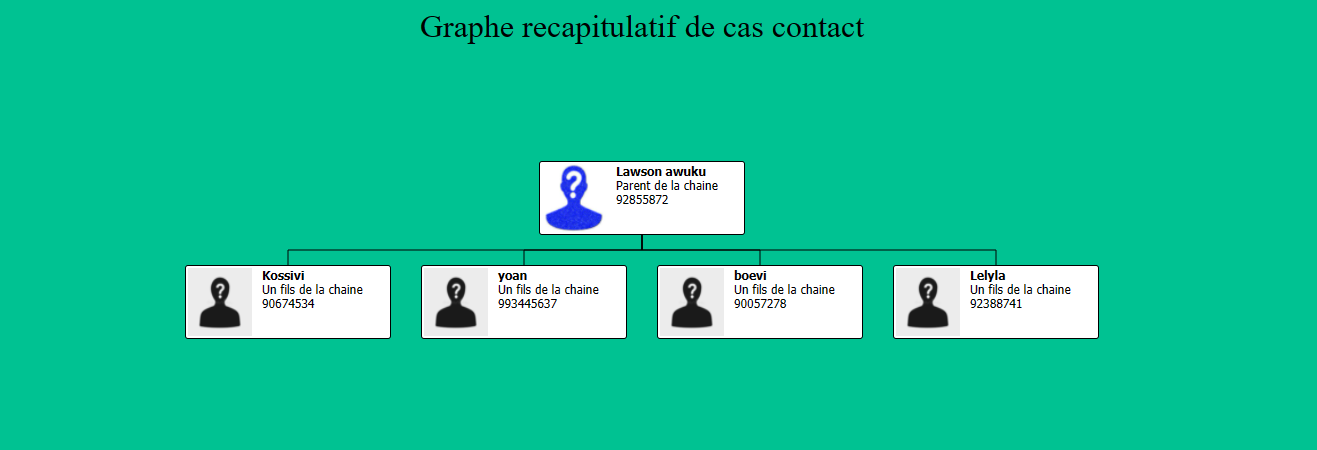 Graphe recapitulatif de cas contact
Lawson awuku
Parent de la chaine
92855872
Kossivi
Un fils de la chaine
90674534
yoan
Un fils de la chaine
993445637
boevi
Un fils de la chaine
90057278
Lelyla
Un fils de la chaine
92388741